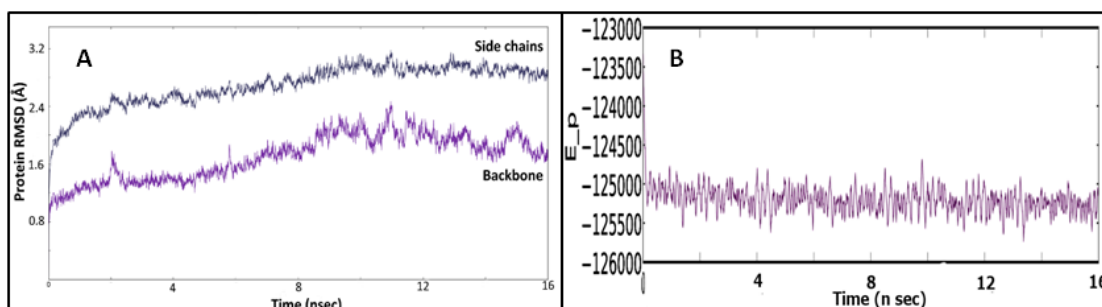 A
Side chains
Backbone
Protein RMSD (Å)
3.2
2.4
1.6
0.8
0
4
8
12
16
Time (nsec)
B
E_P
-123000
-123500
-124000
-124500
-125000
-125500
-126000
0
4
8
12
16
Time (n sec)